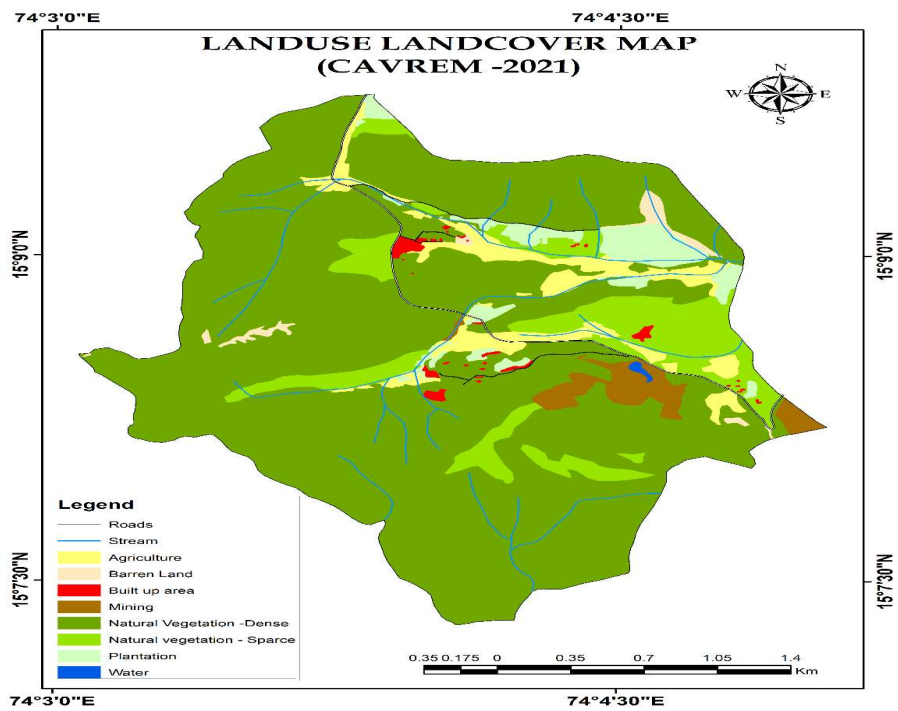 74°3'0"E 74°4'30"E
LANDUSE LANDCOVER MAP
(CAVREM -2021)
N
W E
S
15°9'0"N 15°9'0"N
Legend
Roads
Stream
Agriculture
Barren Land
Built up area
Mining
Natural Vegetation -Dense
Natural vegetation - Sparce
Plantation
Water
15°7'30"N 15°7'30"N
0.35 0.175 0 0.35 0.7 1.05 1.4
Km
74°3'0"E 74°4'30"E